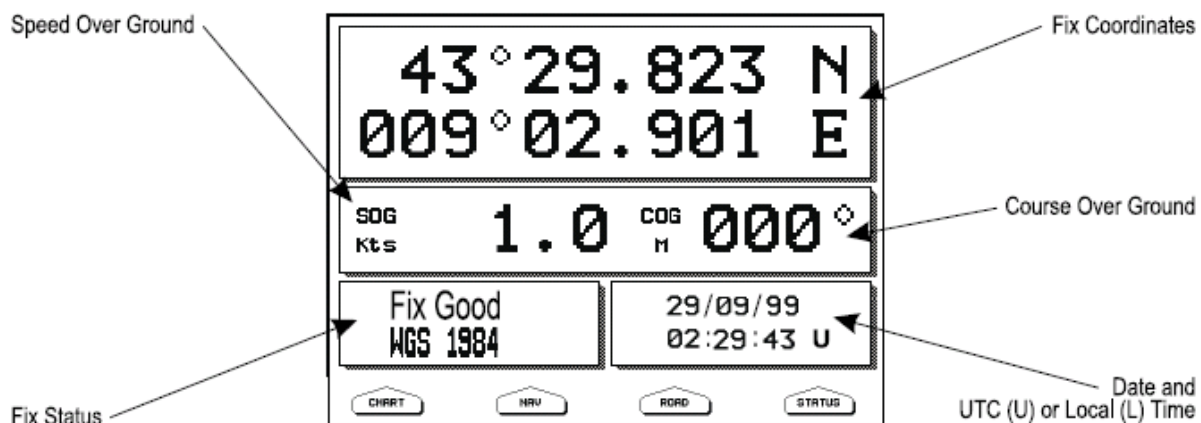 Speed Over Ground
Fix Coordinates
43°29.823 N
009°02.901 E
SOG
Kts
1.0
COG
M
000°
Course Over Ground
Fix Good
WGS 1984
29/09/99
02:29:43 U
Fix Status
Date and
UTC (U) or Local (L) Time
CHART
NAV
ROAD
STATUS